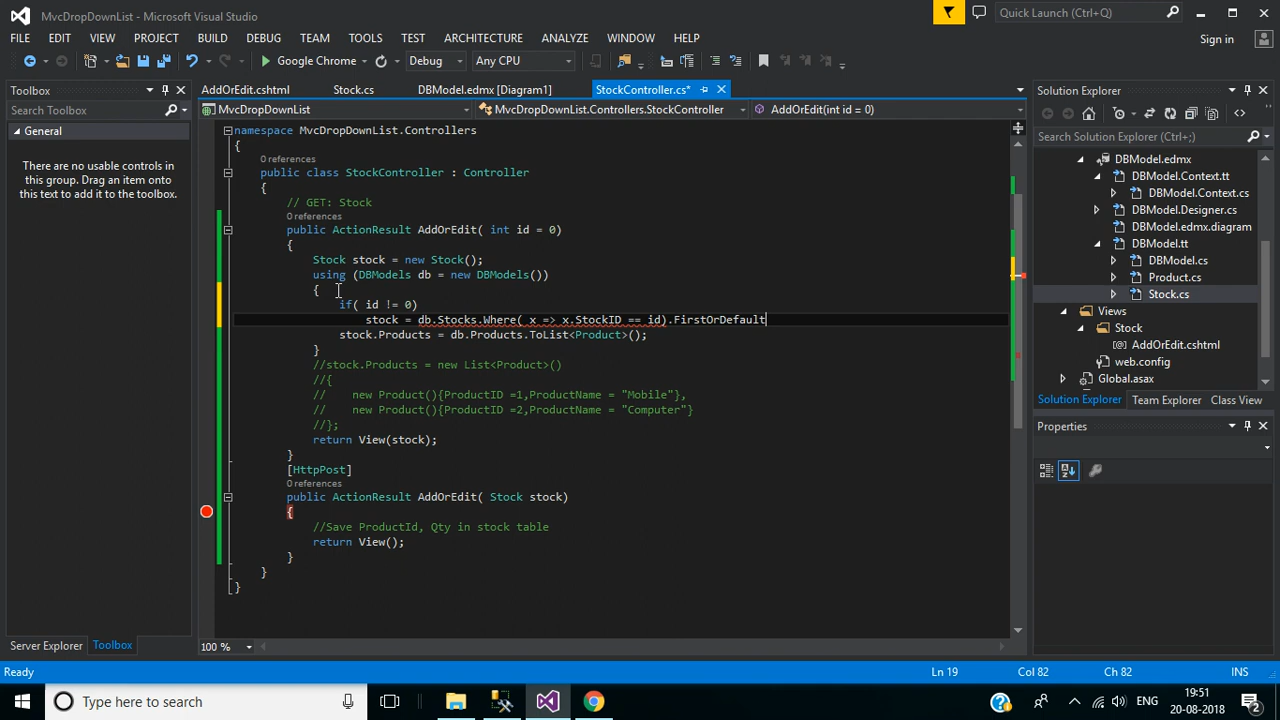 MvcDropDownList - Microsoft Visual Studio
Quick Launch (Ctrl+Q)
FILE EDIT VIEW PROJECT BUILD DEBUG TEAM TOOLS TEST ARCHITECTURE ANALYZE WINDOW HELP
Sign in
Google Chrome Debug Any CPU
Toolbox
Search Toolbox
General
There are no usable controls in
this group. Drag an item onto
this text to add it to the toolbox.
Server Explorer Toolbox
AddOrEdit.cshtml Stock.cs DBModel.edmx [Diagram1] StockController.cs*
MvcDropDownList MvcDropDownList.Controllers.StockController AddOrEdit(int id = 0)
namespace MvcDropDownList.Controllers
{
0 references
public class StockController : Controller
{
// GET: Stock
0 references
public ActionResult AddOrEdit( int id = 0)
{
Stock stock = new Stock();
using (DBModels db = new DBModels())
{
if( id != 0)
stock = db.Stocks.Where( x => x.StockID == id).FirstOrDefault
stock.Products = db.Products.ToList<Product>();
}
//stock.Products = new List<Product>()
//{
// new Product(){ProductID =1,ProductName = "Mobile"},
// new Product(){ProductID =2,ProductName = "Computer"}
//};
return View(stock);
}
[HttpPost]
0 references
public ActionResult AddOrEdit( Stock stock)
{
//Save ProductId, Qty in stock table
return View();
}
}
}
100 %
Solution Explorer
Search Solution Explorer (Ctrl+;)
DBModel.edmx
DBModel.Context.tt
DBModel.Context.cs
DBModel.Designer.cs
DBModel.edmx.diagram
DBModel.tt
DBModel.cs
Product.cs
Stock.cs
Views
Stock
AddOrEdit.cshtml
web.config
Global.asax
Solution Explorer Team Explorer Class View
Properties
Ready Ln 19 Col 82 Ch 82 INS
Type here to search
ENG
19:51
20-08-2018
2